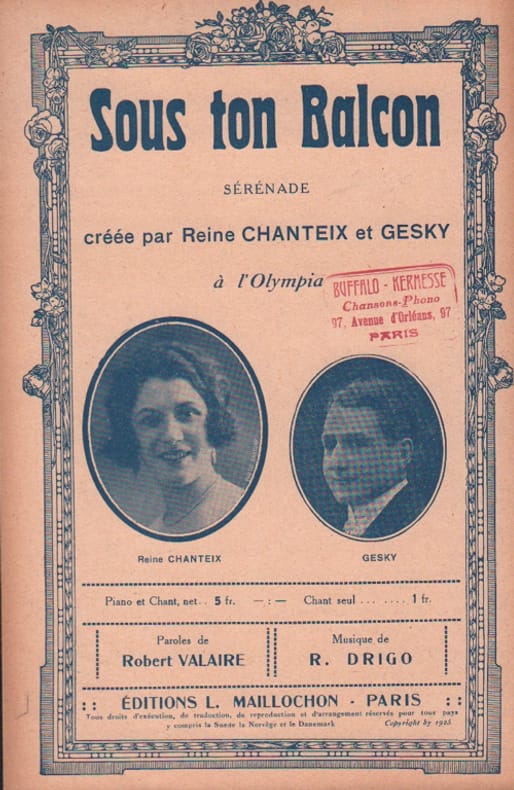 Sous ton Balcon
SÉRÉNADE
créée par Reine CHANTEIX et GESKY
à l'Olympia
BUFFALO - KERMESSE
Chansons-Phono
97, Avenue d'Orléans, 97
PARIS
Reine CHANTEIX
GESKY
Piano et Chant, net.. 5 fr. — : — Chant seul ... ..... 1 fr.
Paroles de
Robert VALAIRE
Musique de
R. DRIGO
:: ÉDITIONS L. MAILLOCHON - PARIS ::
Tous droits d'exécution, de traduction, de reproduction et d'arrangement réservés pour tous pays
y compris la Suède la Norvège et le Danemark
Copyright by 1925